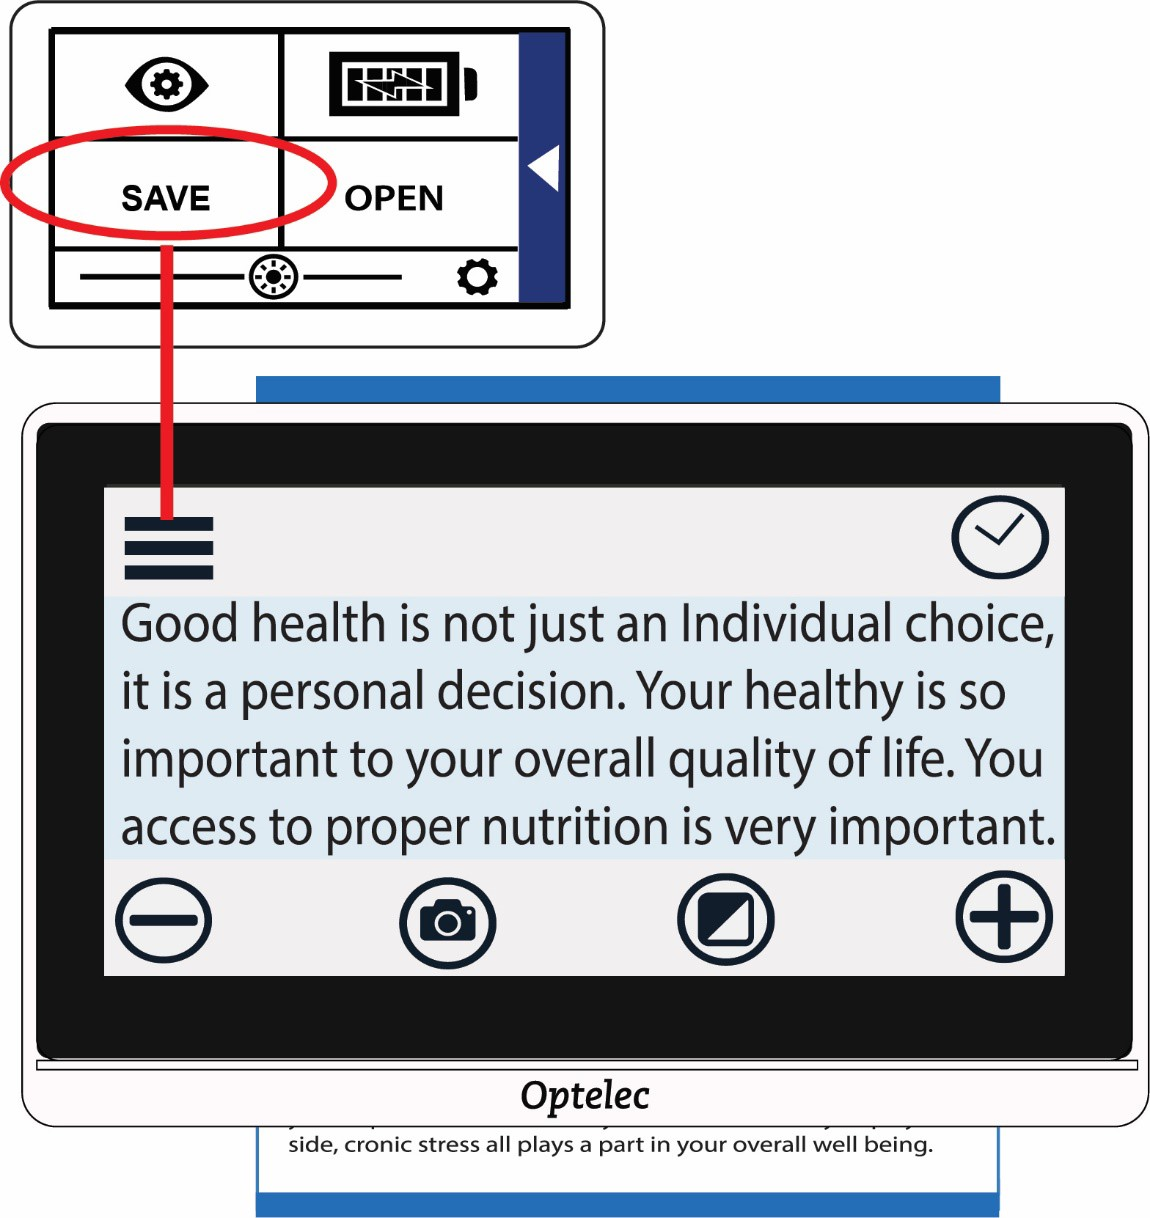 SAVE
OPEN
Good health is not just an Individual choice,
it is a personal decision. Your healthy is so
important to your overall quality of life. You
access to proper nutrition is very important.
Optelec
side, cronic stress all plays a part in your overall well being.